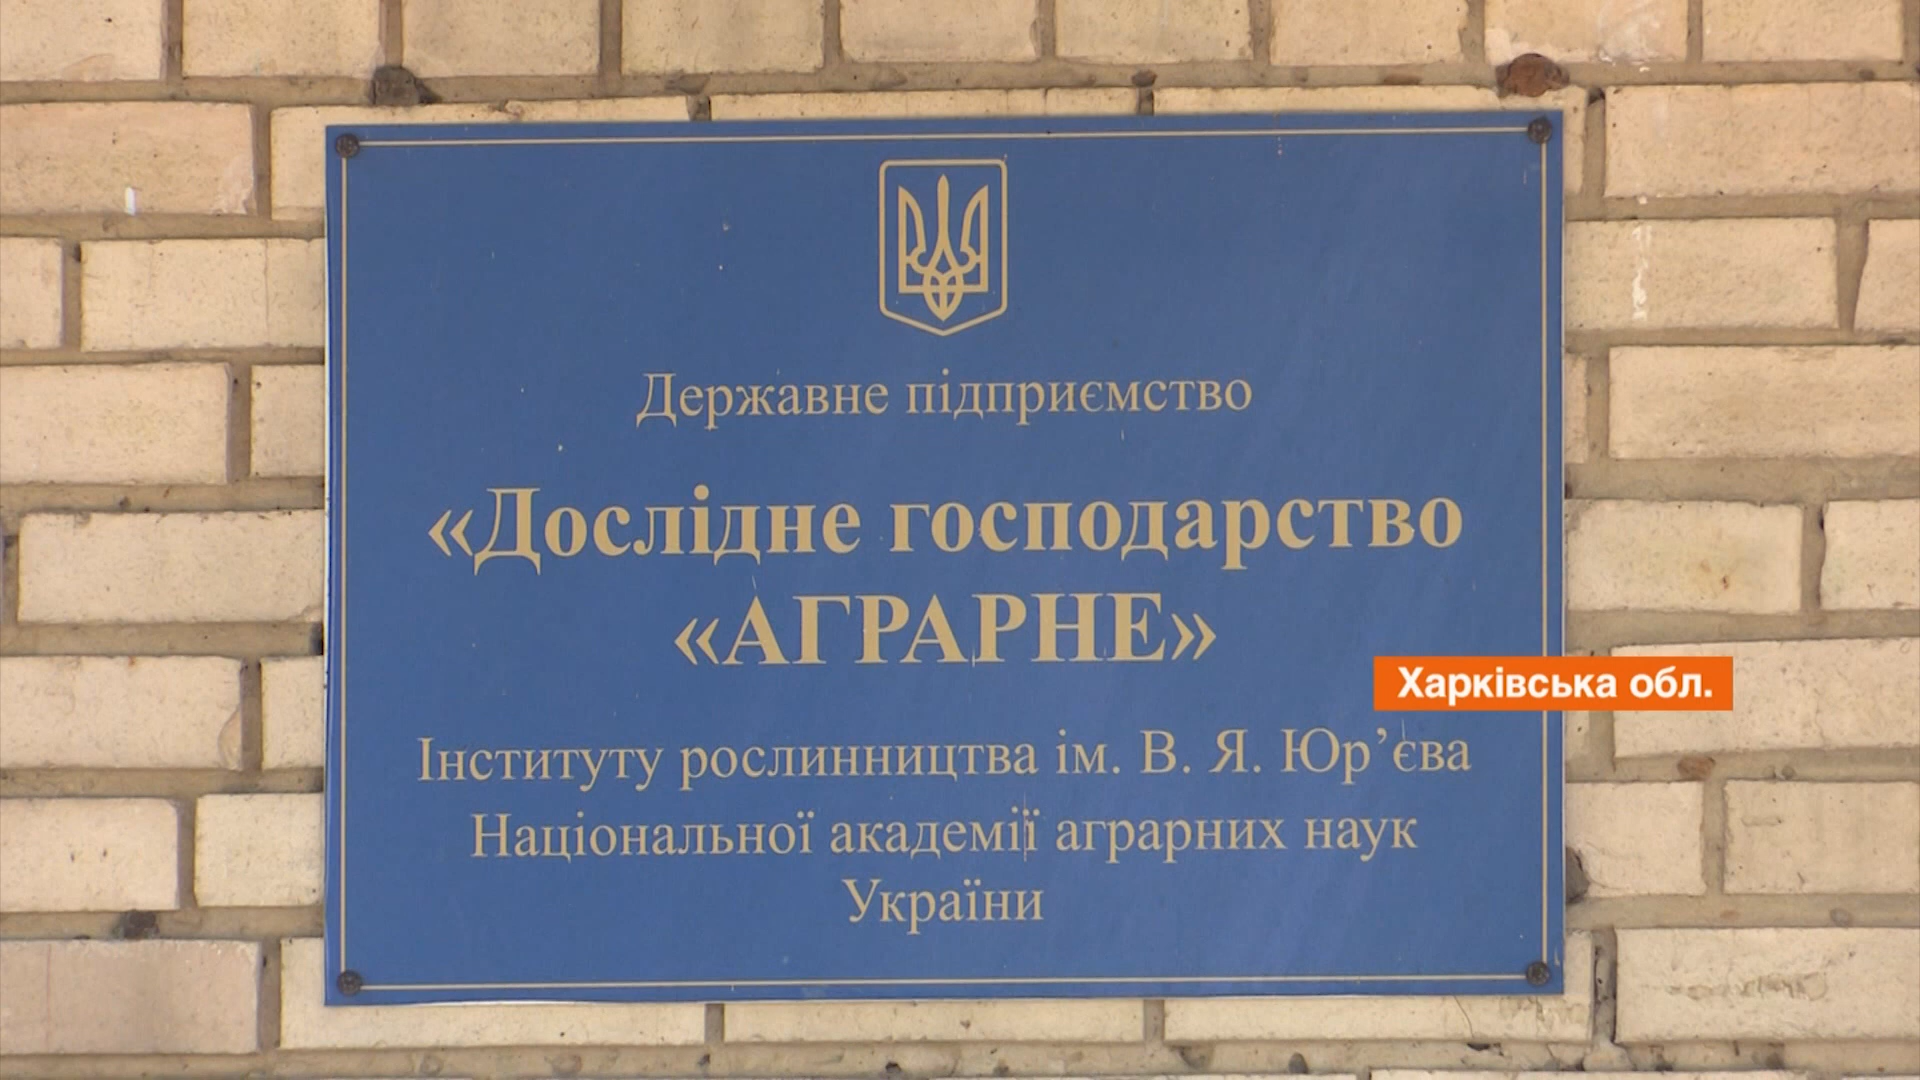 Державне підприємство
«Дослідне господарство
«АГРАРНЕ»
Харківська обл.
Інституту рослинництва ім. В. Я. Юр’єва
Національної академії аграрних наук
України